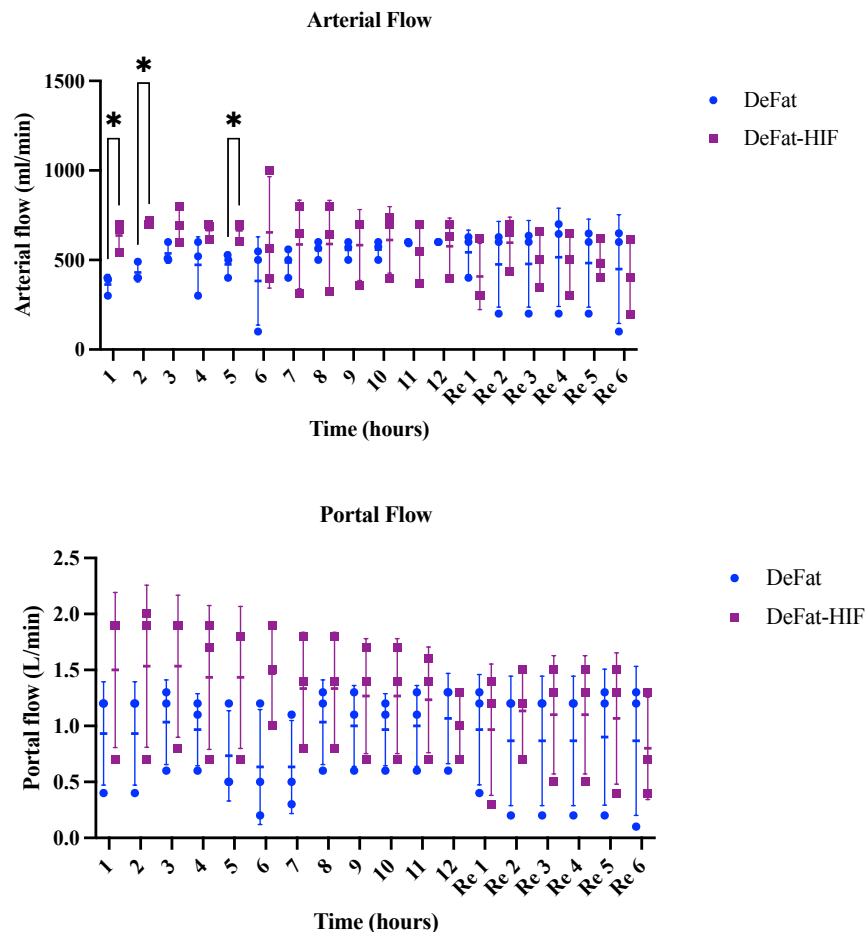 Arterial Flow
*
*
*
1500
1000
500
0
Arterial flow (ml/min)
DeFat
DeFat-HIF
1 2 3 4 5 6 7 8 9 10 11 12 Re 1 Re 2 Re 3 Re 4 Re 5 Re 6
Time (hours)
Portal Flow
2.5
2.0
1.5
1.0
0.5
0.0
Portal flow (L/min)
DeFat
DeFat-HIF
1 2 3 4 5 6 7 8 9 10 11 12 Re 1 Re 2 Re 3 Re 4 Re 5 Re 6
Time (hours)